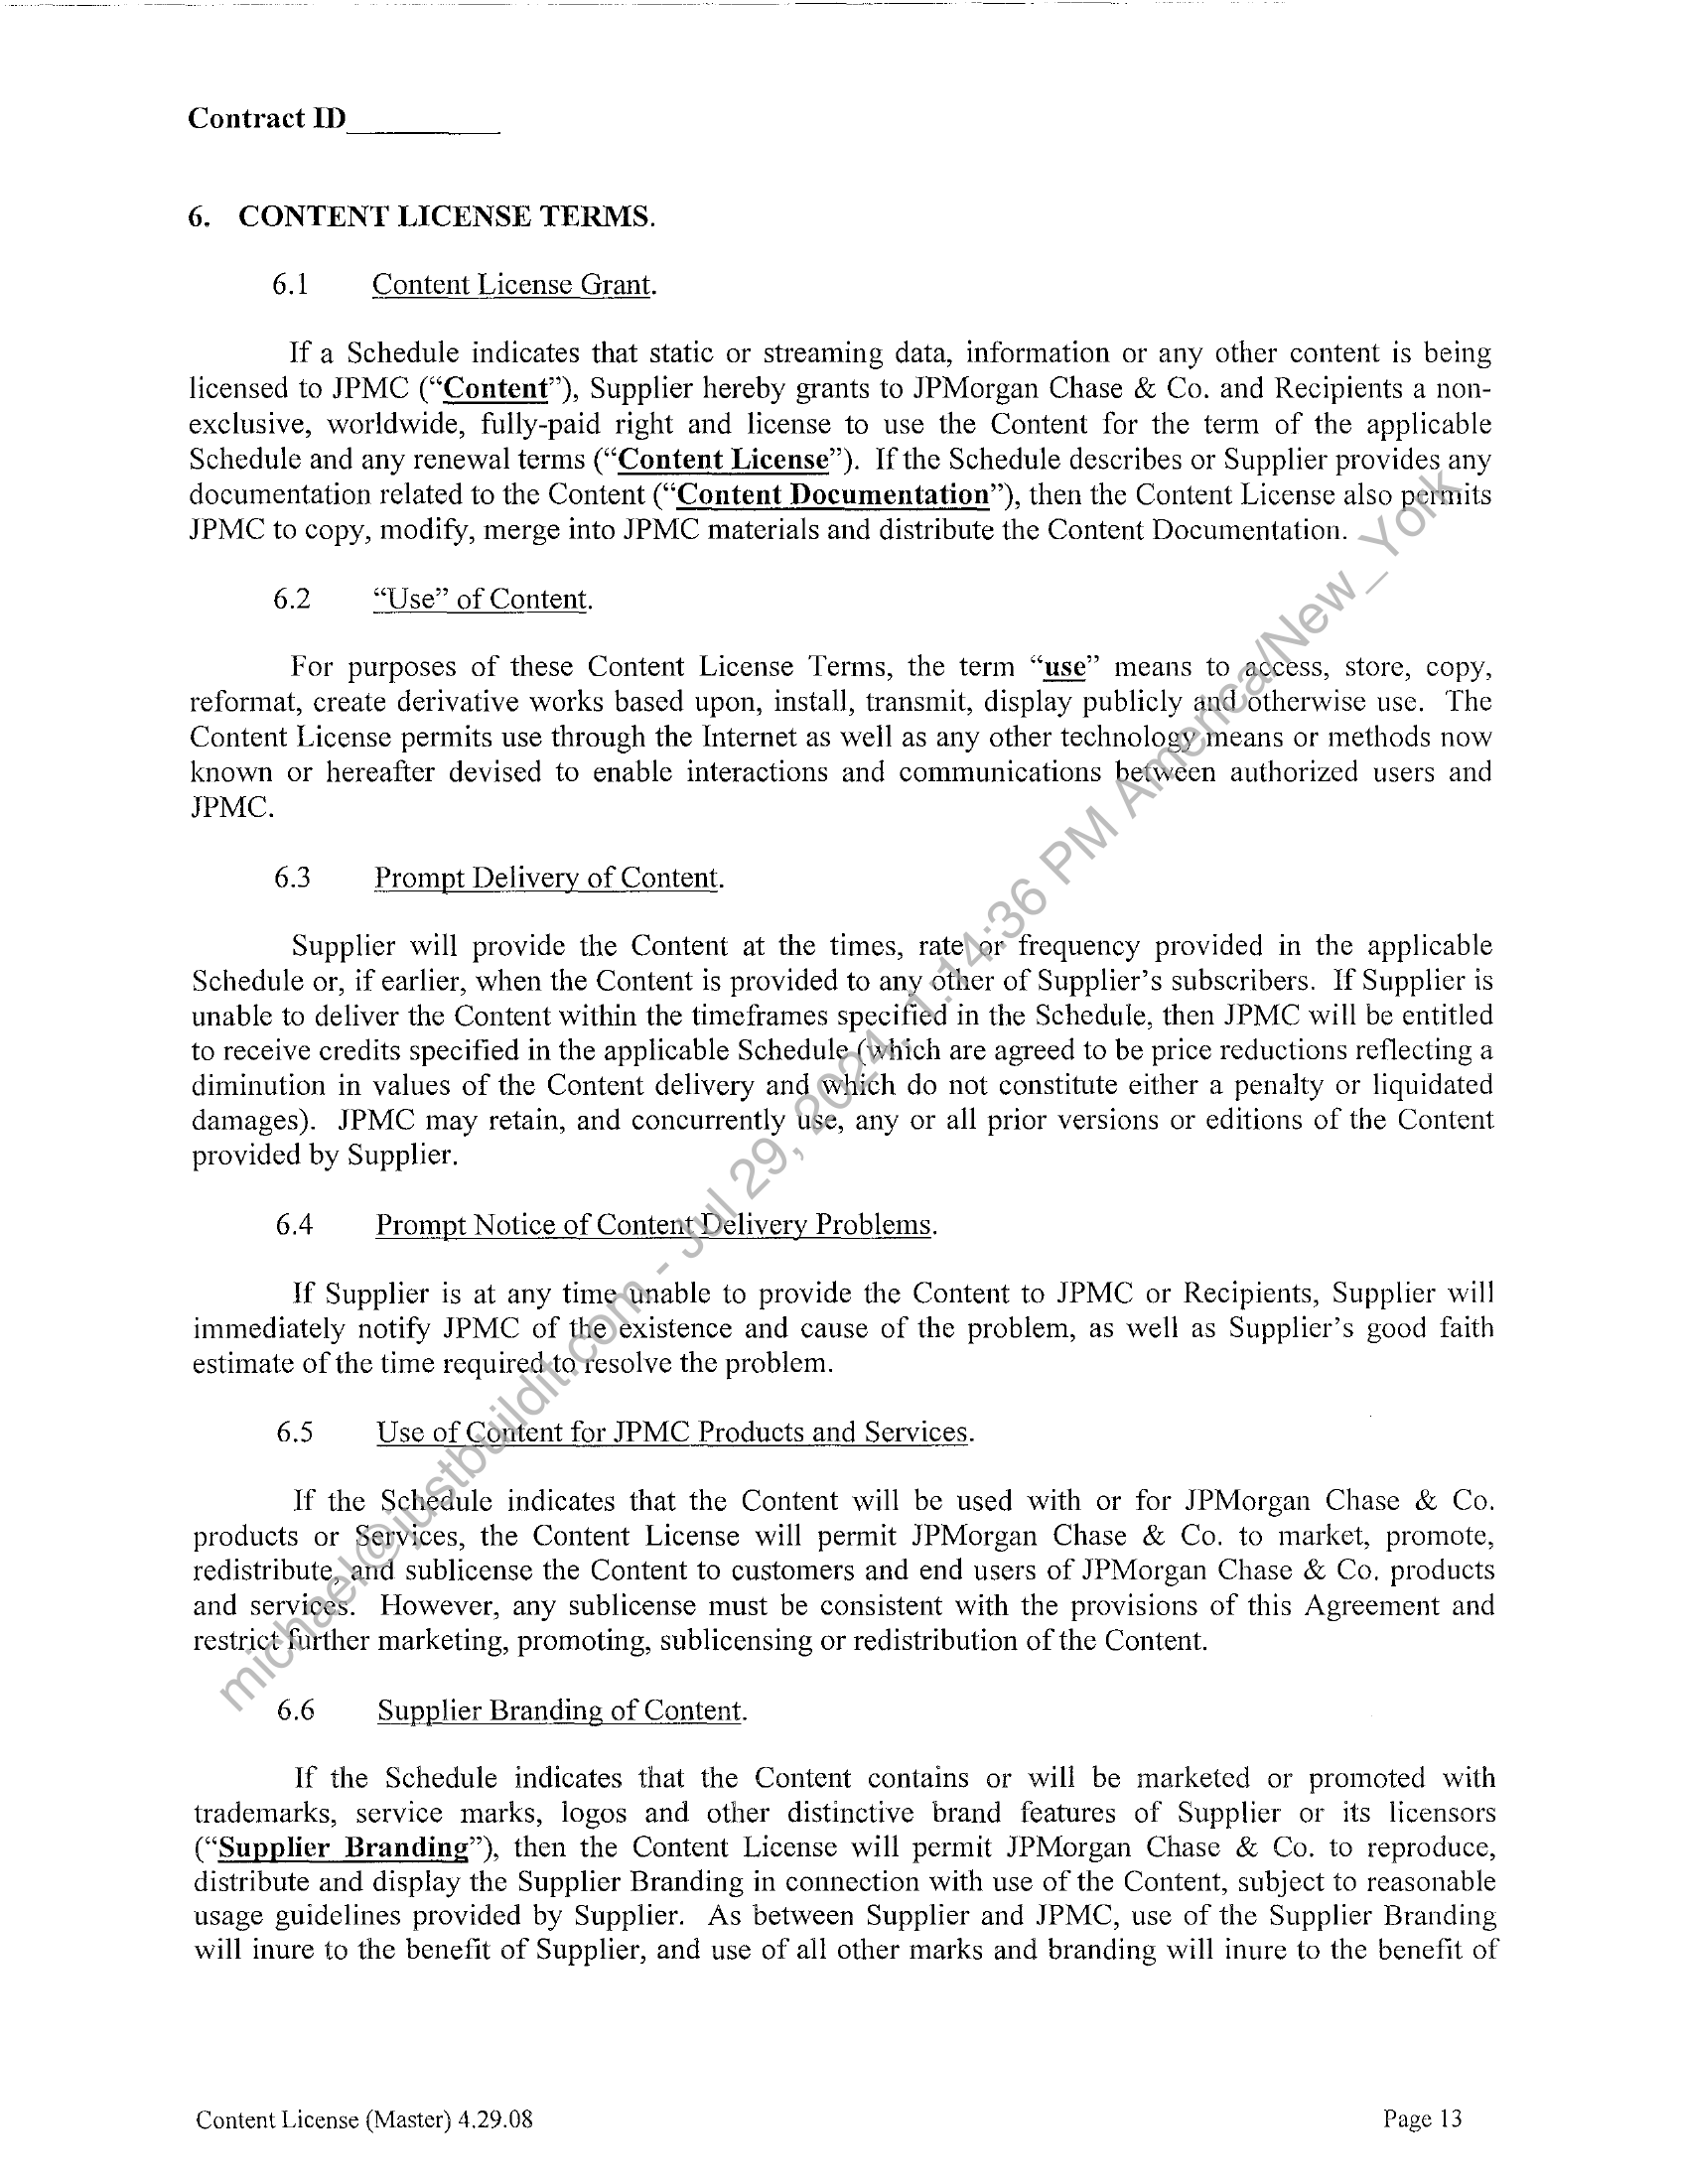 Contract ID__________
6. CONTENT LICENSE TERMS.
6.1 Content License Grant.
If a Schedule indicates that static or streaming data, information or any other content is being
licensed to JPMC (“Content”), Supplier hereby grants to JPMorgan Chase & Co. and Recipients a non-
exclusive, worldwide, fully-paid right and license to use the Content for the term of the applicable
Schedule and any renewal terms (“Content License”). If the Schedule describes or Supplier provides any
documentation related to the Content (“Content Documentation”), then the Content License also permits
JPMC to copy, modify, merge into JPMC materials and distribute the Content Documentation.
6.2 “Use” of Content.
For purposes of these Content License Terms, the term “use” means to access, store, copy,
reformat, create derivative works based upon, install, transmit, display publicly and otherwise use. The
Content License permits use through the Internet as well as any other technology means or methods now
known or hereafter devised to enable interactions and communications between authorized users and
JPMC.
6.3 Prompt Delivery of Content.
Supplier will provide the Content at the times, rate or frequency provided in the applicable
Schedule or, if earlier, when the Content is provided to any other of Supplier’s subscribers. If Supplier is
unable to deliver the Content within the timeframes specified in the Schedule, then JPMC will be entitled
to receive credits specified in the applicable Schedule (which are agreed to be price reductions reflecting a
diminution in values of the Content delivery and which do not constitute either a penalty or liquidated
damages). JPMC may retain, and concurrently use, any or all prior versions or editions of the Content
provided by Supplier.
6.4 Prompt Notice of Content Delivery Problems.
If Supplier is at any time unable to provide the Content to JPMC or Recipients, Supplier will
immediately notify JPMC of the existence and cause of the problem, as well as Supplier’s good faith
estimate of the time required to resolve the problem.
6.5 Use of Content for JPMC Products and Services.
If the Schedule indicates that the Content will be used with or for JPMorgan Chase & Co.
products or Services, the Content License will permit JPMorgan Chase & Co. to market, promote,
redistribute, and sublicense the Content to customers and end users of JPMorgan Chase & Co. products
and services. However, any sublicense must be consistent with the provisions of this Agreement and
restrict further marketing, promoting, sublicensing or redistribution of the Content.
6.6 Supplier Branding of Content.
If the Schedule indicates that the Content contains or will be marketed or promoted with
trademarks, service marks, logos and other distinctive brand features of Supplier or its licensors
(“Supplier Branding”), then the Content License will permit JPMorgan Chase & Co. to reproduce,
distribute and display the Supplier Branding in connection with use of the Content, subject to reasonable
usage guidelines provided by Supplier. As between Supplier and JPMC, use of the Supplier Branding
will inure to the benefit of Supplier, and use of all other marks and branding will inure to the benefit of
Content License (Master) 4.29.08 Page 13
michael@justbuildit.com - Jul 29, 2024, 1:14:36 PM America/New_York